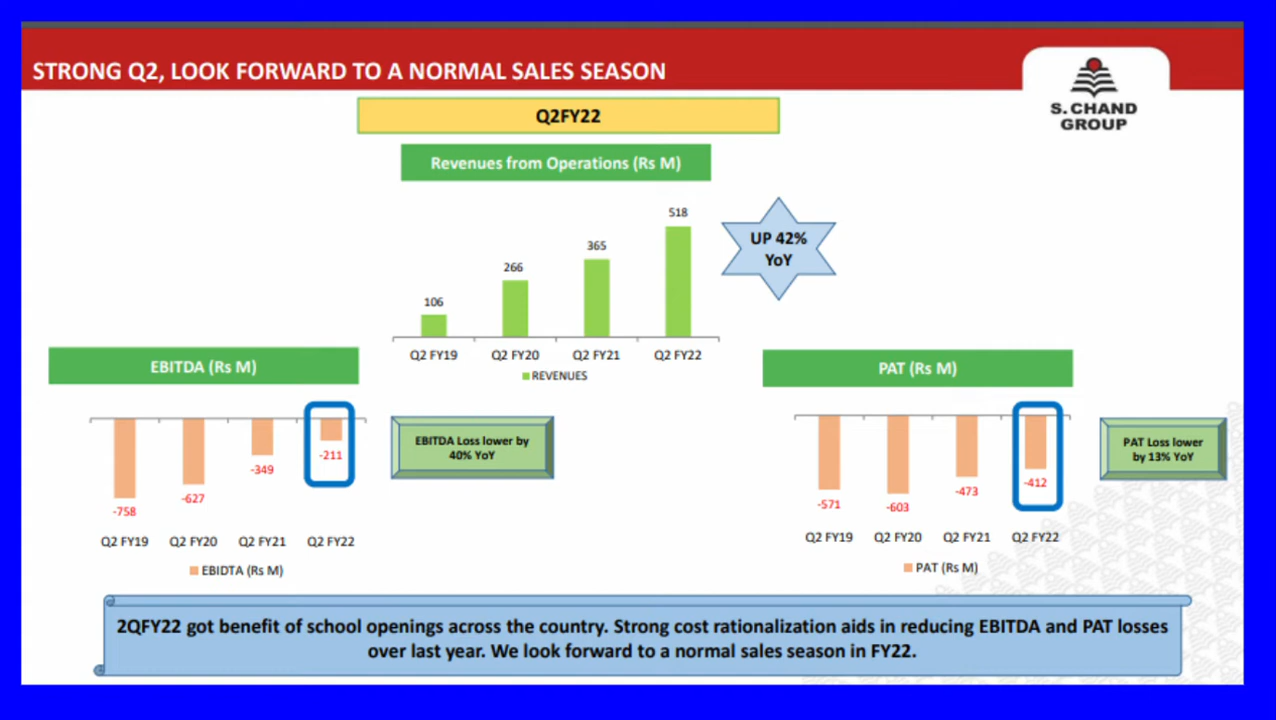 STRONG Q2, LOOK FORWARD TO A NORMAL SALES SEASON
S. CHAND
GROUP
Q2FY22
Revenues from Operations (Rs M)
518
365
266
106
UP 42%
YoY
Q2 FY19 Q2 FY20 Q2 FY21 Q2 FY22
REVENUES
EBITDA (Rs M)
-758
-627
-349
-211
Q2 FY19 Q2 FY20 Q2 FY21 Q2 FY22
EBIDTA (Rs M)
EBITDA Loss lower by
40% YoY
PAT (Rs M)
-571
-603
-473
-412
Q2 FY19 Q2 FY20 Q2 FY21 Q2 FY22
PAT (Rs M)
PAT Loss lower
by 13% YoY
2QFY22 got benefit of school openings across the country. Strong cost rationalization aids in reducing EBITDA and PAT losses
over last year. We look forward to a normal sales season in FY22.